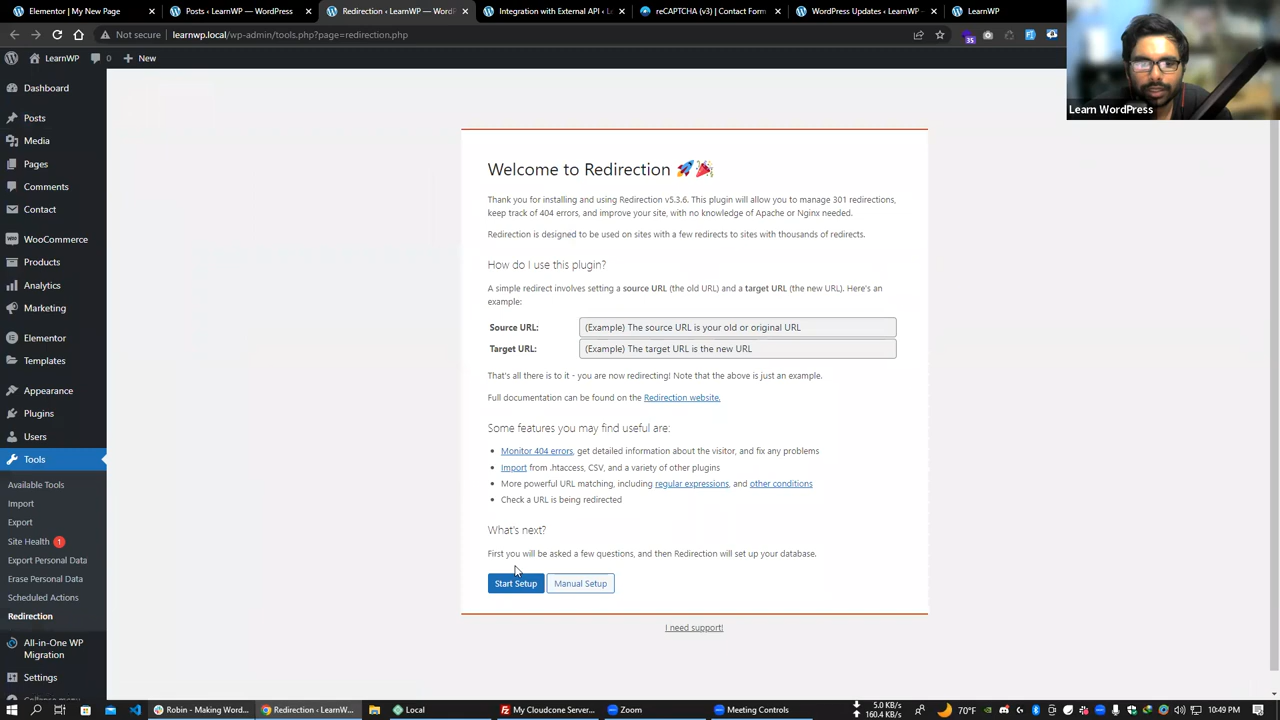 Elementor | My New Page
Posts ‹ LearnWP — WordPress
Redirection ‹ LearnWP — WordP
Integration with External API ‹ L
reCAPTCHA (v3) | Contact Form
WordPress Updates ‹ LearnWP —
LearnWP
Not secure
learnwp.local/wp-admin/tools.php?page=redirection.php
35
LearnWP
0
New
Learn WordPress
Dashboard
Posts
Media
Pages
Comments
Contact
WooCommerce
Products
Analytics
Marketing
Elementor
Templates
Appearance
Plugins
Users
Tools
Available Tools
Import
Export
Site Health 1
Export Personal Data
Erase Personal Data
Scheduled Actions
Redirection
All-in-One WP
Migration
Settings
Collapse menu
Welcome to Redirection 🚀🎉
Thank you for installing and using Redirection v5.3.6. This plugin will allow you to manage 301 redirections,
keep track of 404 errors, and improve your site, with no knowledge of Apache or Nginx needed.
Redirection is designed to be used on sites with a few redirects to sites with thousands of redirects.
How do I use this plugin?
A simple redirect involves setting a source URL (the old URL) and a target URL (the new URL). Here's an
example:
Source URL: (Example) The source URL is your old or original URL
Target URL: (Example) The target URL is the new URL
That's all there is to it - you are now redirecting! Note that the above is just an example.
Full documentation can be found on the Redirection website.
Some features you may find useful are:
• Monitor 404 errors, get detailed information about the visitor, and fix any problems
• Import from .htaccess, CSV, and a variety of other plugins
• More powerful URL matching, including regular expressions, and other conditions
• Check a URL is being redirected
What's next?
First you will be asked a few questions, and then Redirection will set up your database.
Start Setup
Manual Setup
I need support!
Robin - Making Word...
Redirection ‹ LearnW...
Local
My Cloudcone Server...
Zoom
Meeting Controls
5.0 KB/s
160.4 KB/s
70°F
10:49 PM